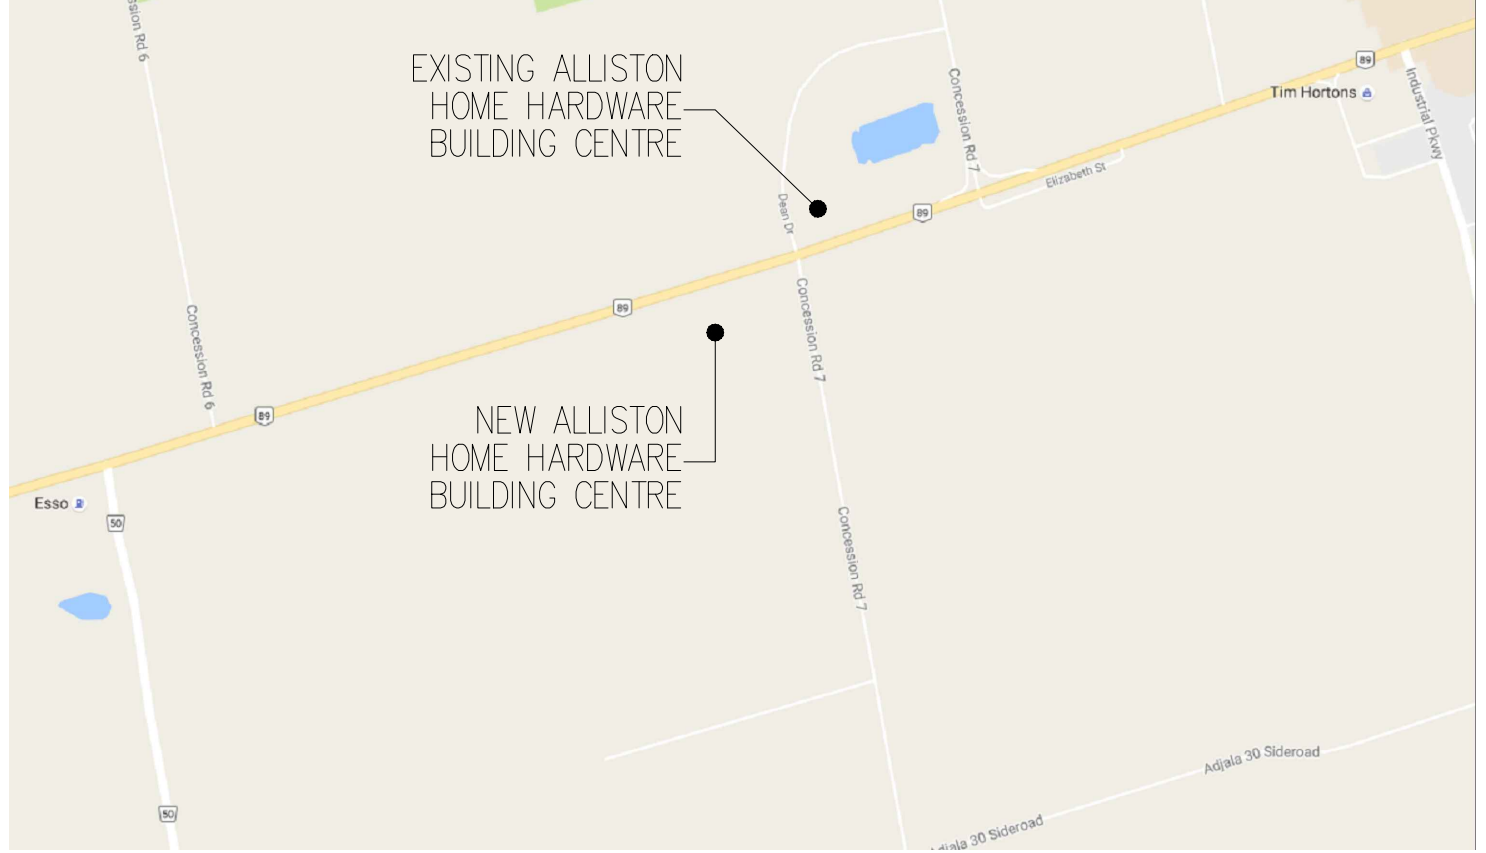 ssion Rd 6
EXISTING ALLISTON
HOME HARDWARE
BUILDING CENTRE
Concession Rd 7
89
Tim Hortons
Industrial Pkwy
Elizabeth St
Dean Dr
89
Concession Rd 7
89
Concession Rd 6
89
NEW ALLISTON
HOME HARDWARE
BUILDING CENTRE
Esso
50
Concession Rd 7
Adjala 30 Sideroad
50
Adjala 30 Sideroad